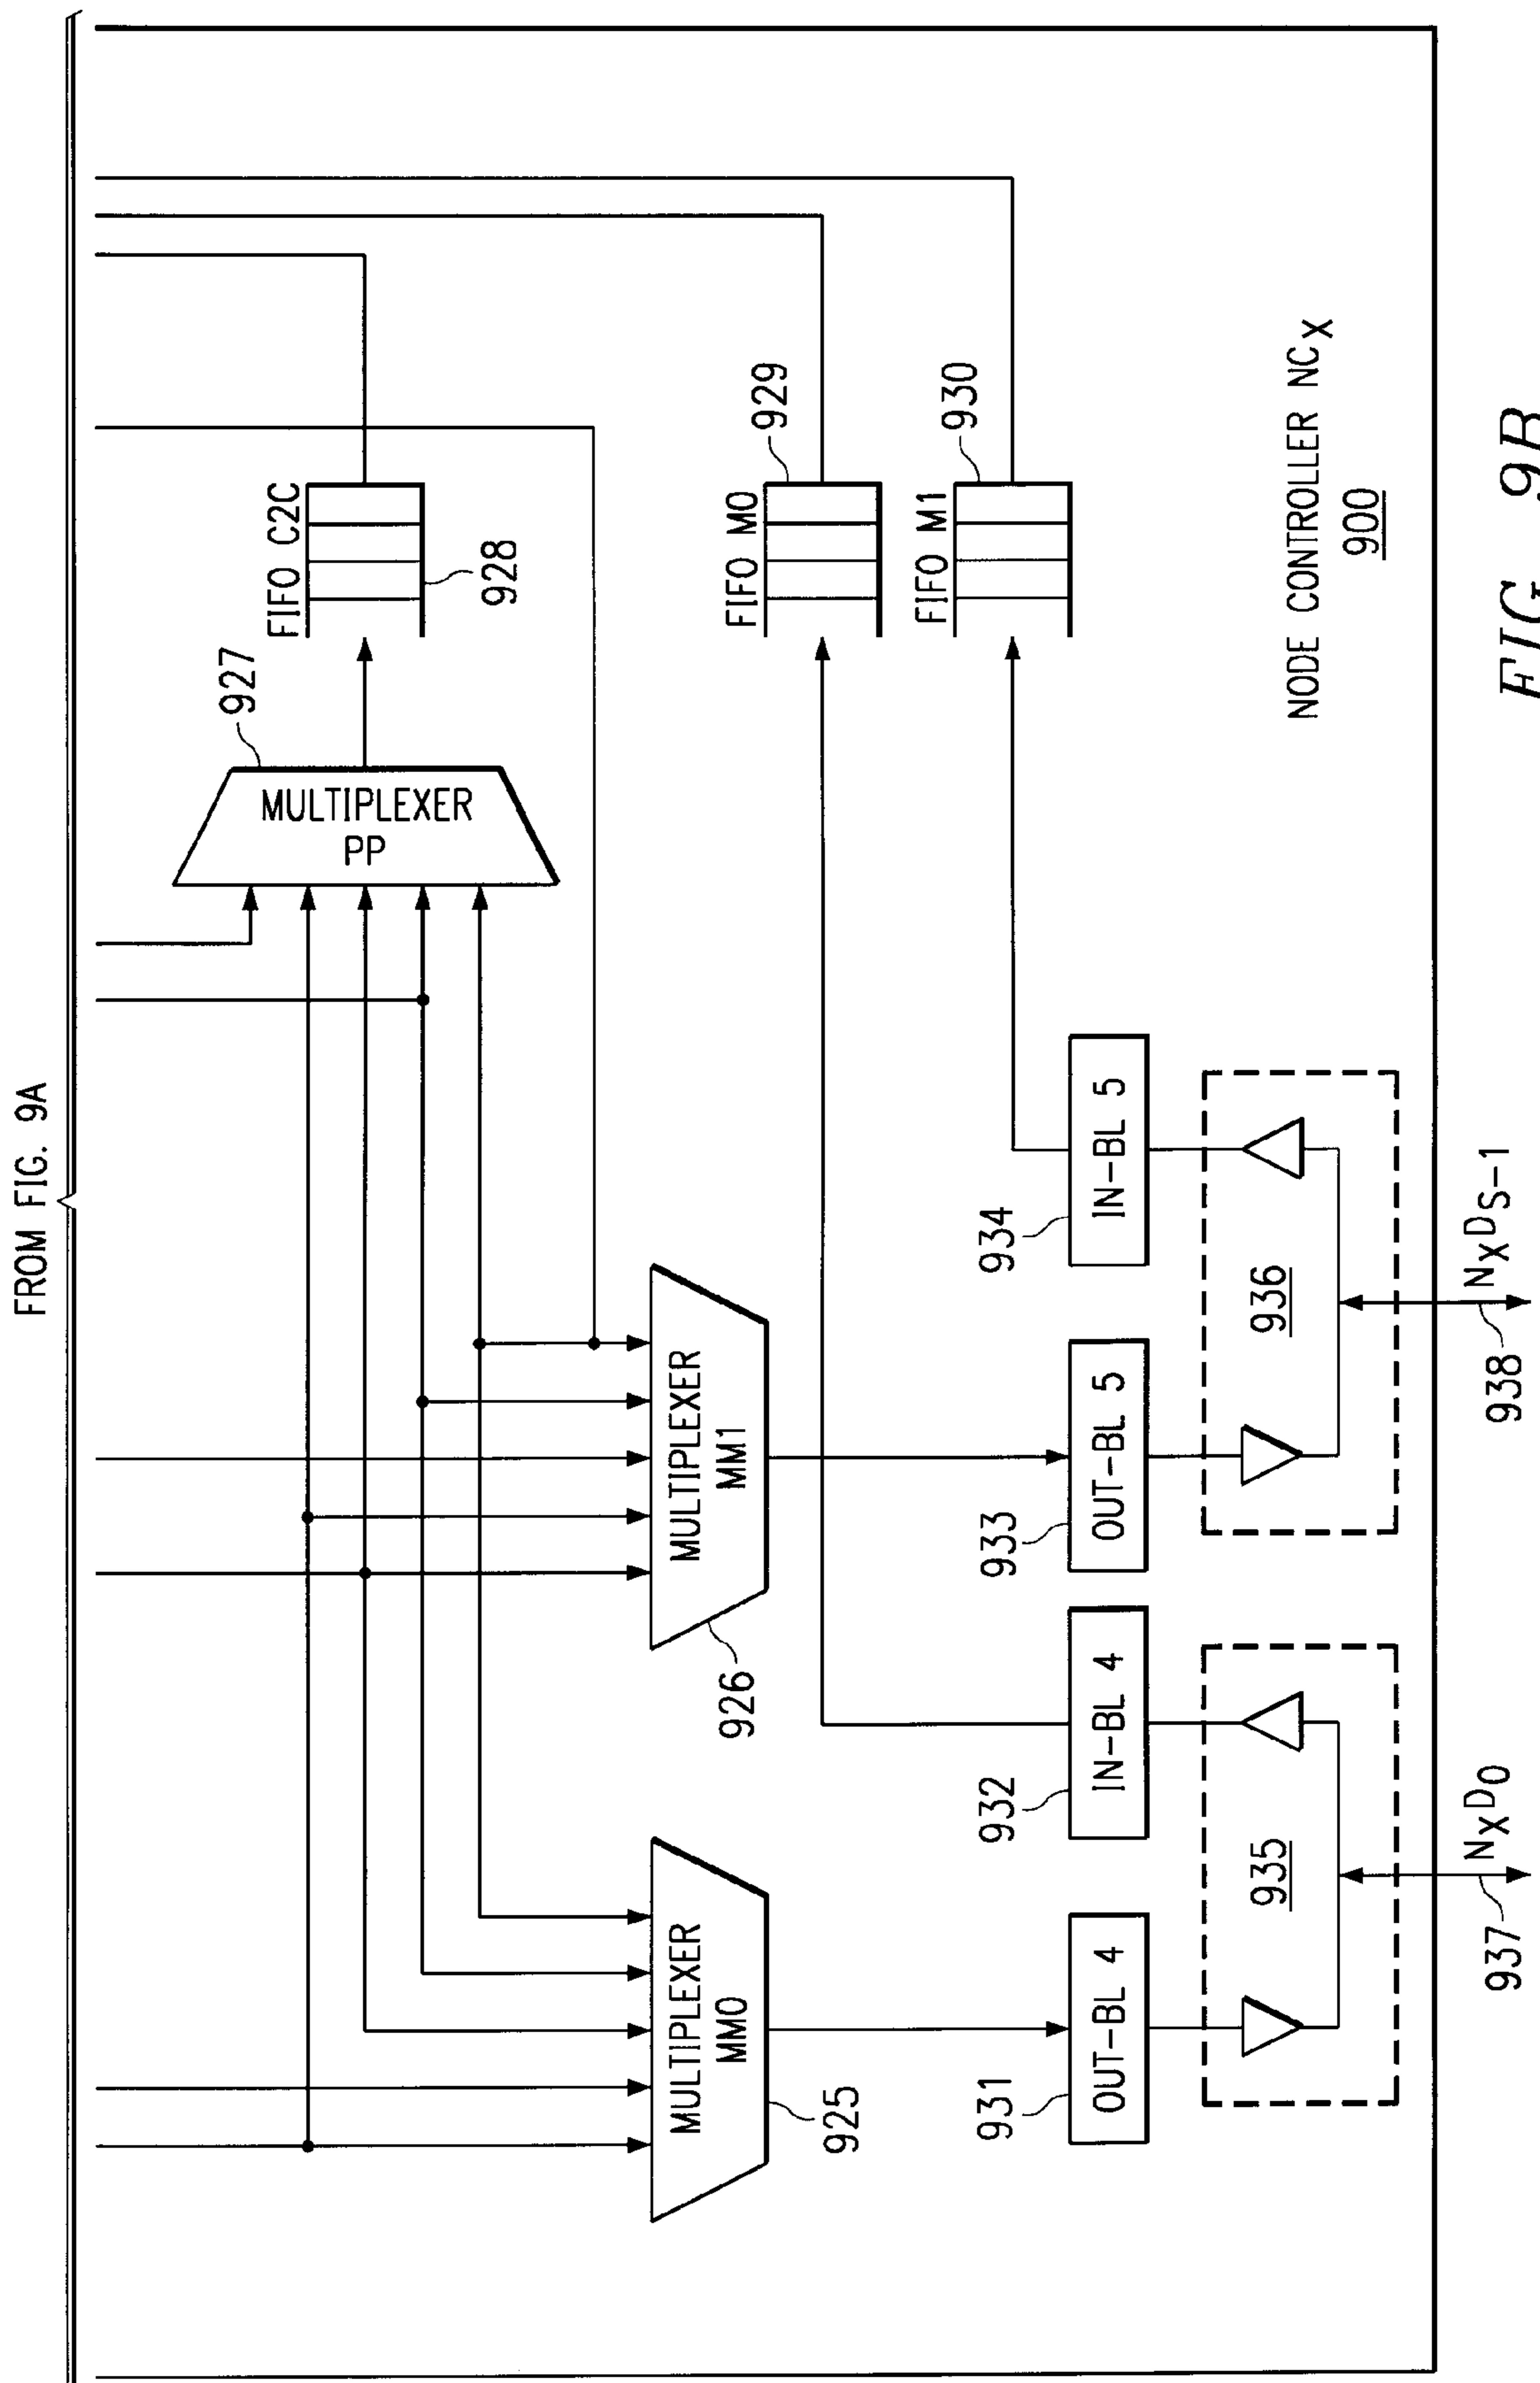 FROM FIG. 9A
927
MULTIPLEXER
PP
FIFO C2C
928
FIFO M0
929
FIFO M1
930
MULTIPLEXER
MM0
925
MULTIPLEXER
MM1
926
931
OUT-BL 4
932
IN-BL 4
933
OUT-BL 5
934
IN-BL 5
935
936
937
NXD0
938
NXDS-1
NODE CONTROLLER NCX
900
FIG. 9B